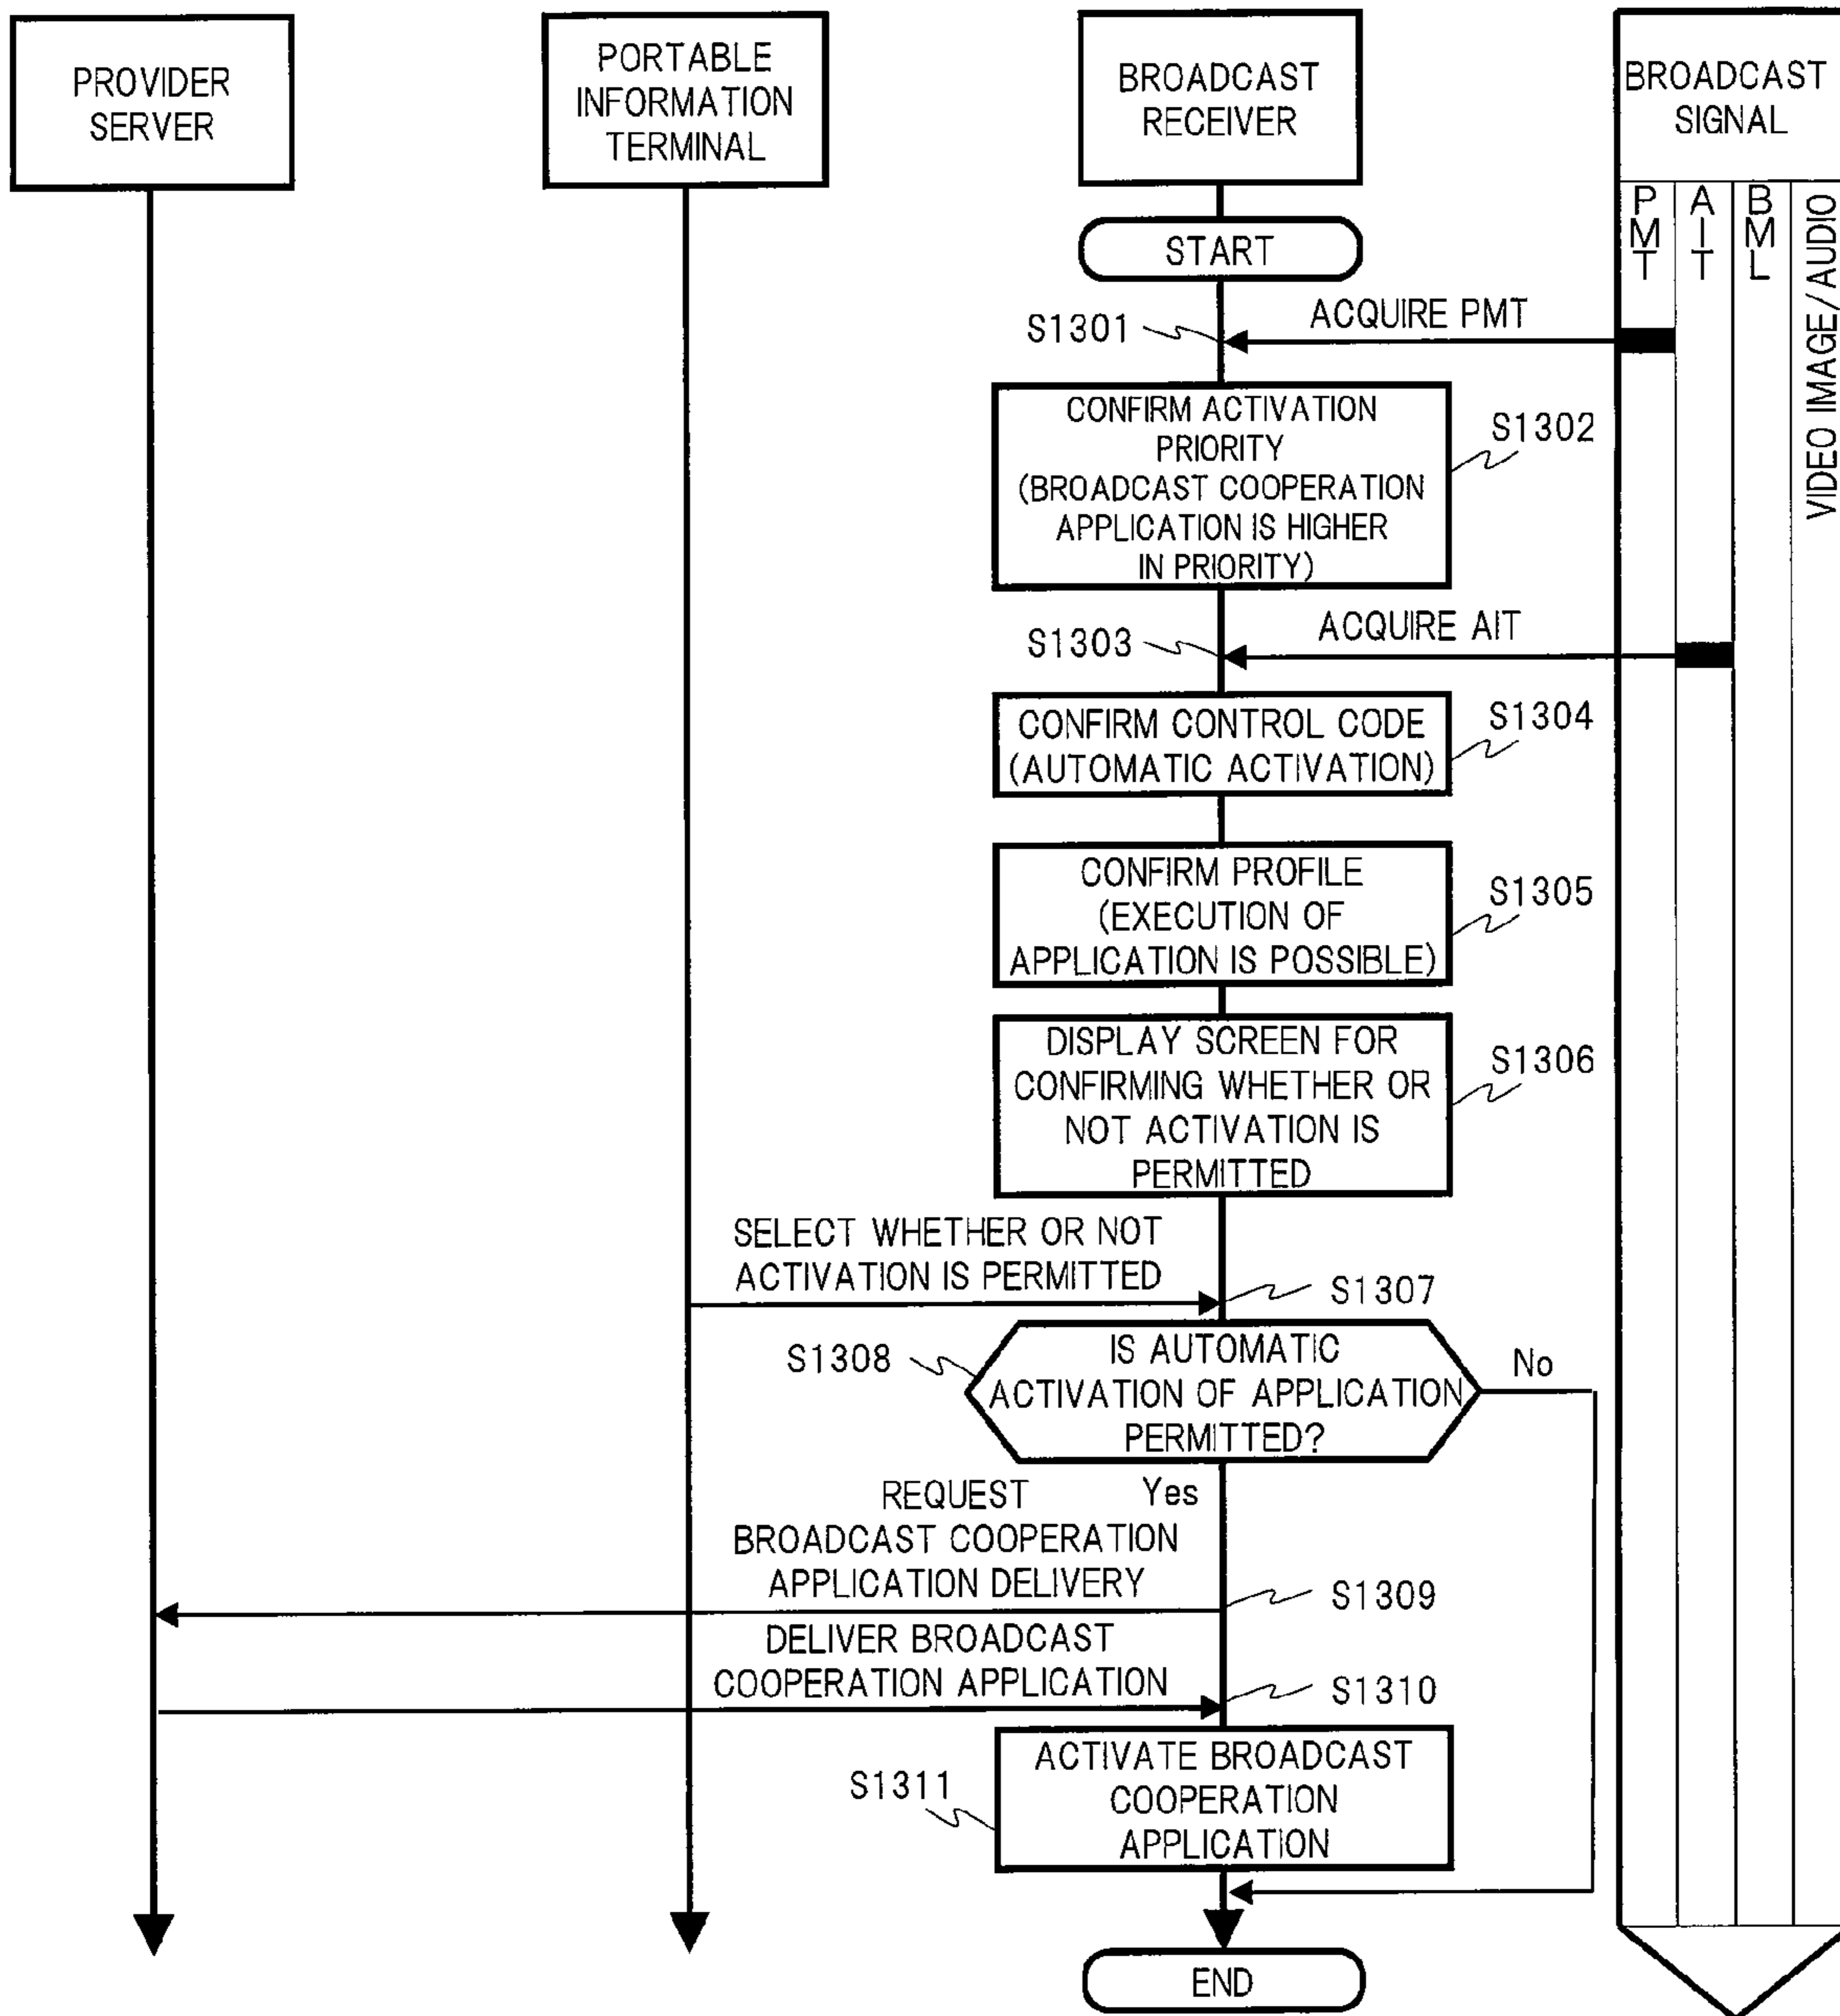 PROVIDER
SERVER
PORTABLE
INFORMATION
TERMINAL
BROADCAST
RECEIVER
BROADCAST
SIGNAL
PMT
AIT
BML
VIDEO IMAGE/AUDIO
START
S1301
ACQUIRE PMT
CONFIRM ACTIVATION
PRIORITY
(BROADCAST COOPERATION
APPLICATION IS HIGHER
IN PRIORITY)
S1302
S1303
ACQUIRE AIT
CONFIRM CONTROL CODE
(AUTOMATIC ACTIVATION)
S1304
CONFIRM PROFILE
(EXECUTION OF
APPLICATION IS POSSIBLE)
S1305
DISPLAY SCREEN FOR
CONFIRMING WHETHER OR
NOT ACTIVATION IS
PERMITTED
S1306
SELECT WHETHER OR NOT
ACTIVATION IS PERMITTED
S1307
S1308
IS AUTOMATIC
ACTIVATION OF APPLICATION
PERMITTED?
No
Yes
REQUEST
BROADCAST COOPERATION
APPLICATION DELIVERY
S1309
DELIVER BROADCAST
COOPERATION APPLICATION
S1310
S1311
ACTIVATE BROADCAST
COOPERATION
APPLICATION
END